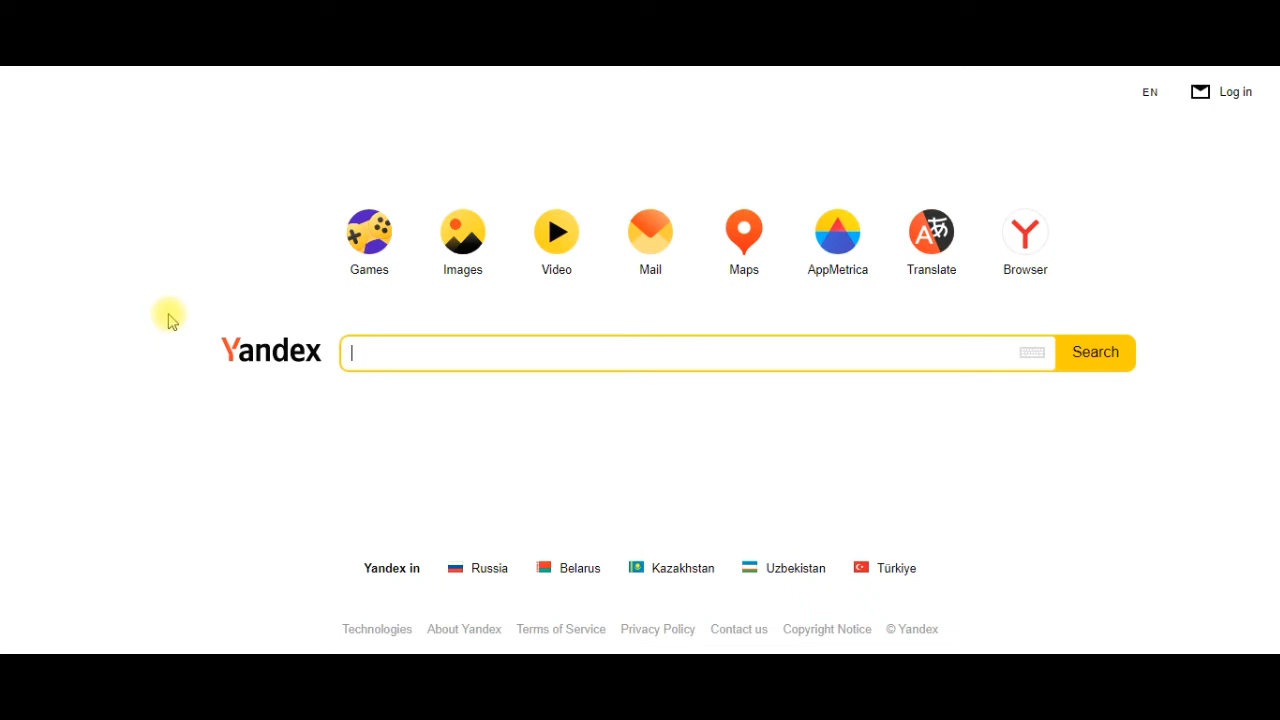 EN Log in
Games Images Video Mail Maps AppMetrica Translate Browser
Yandex Search
Yandex in Russia Belarus Kazakhstan Uzbekistan Türkiye
Technologies About Yandex Terms of Service Privacy Policy Contact us Copyright Notice © Yandex